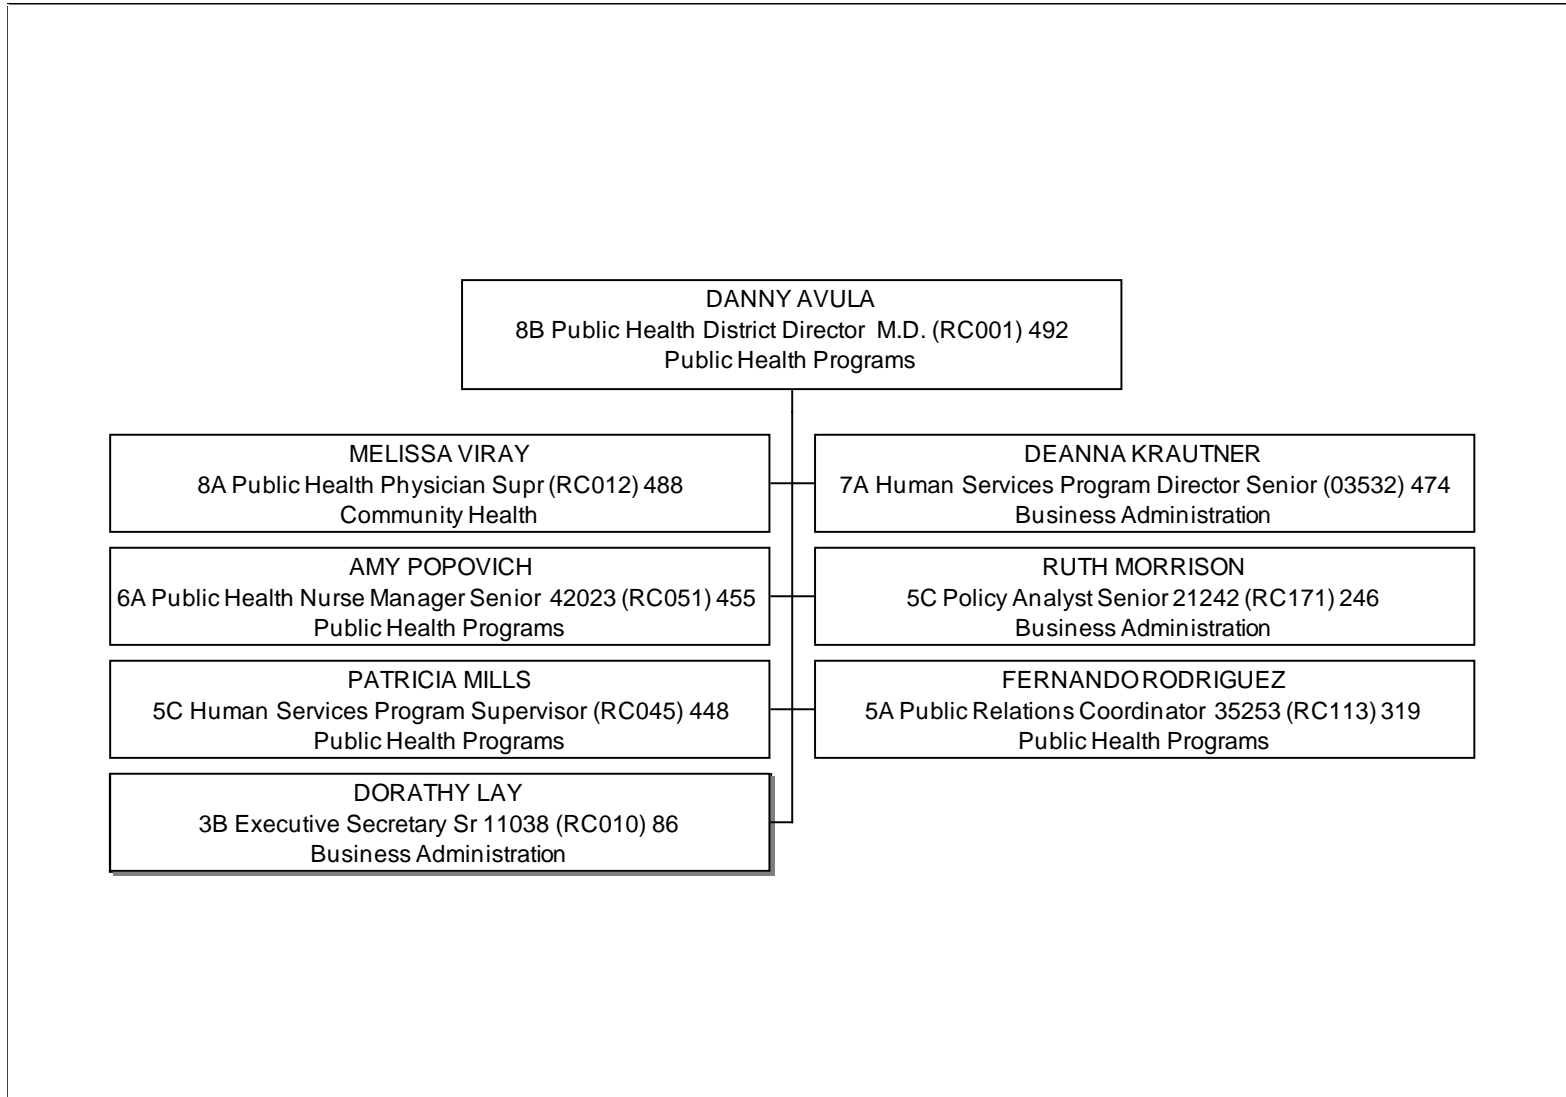 DANNY AVULA
8B Public Health District Director M.D. (RC001) 492
Public Health Programs
MELISSA VIRAY
8A Public Health Physician Supr (RC012) 488
Community Health
DEANNA KRAUTNER
7A Human Services Program Director Senior (03532) 474
Business Administration
AMY POPOVICH
6A Public Health Nurse Manager Senior 42023 (RC051) 455
Public Health Programs
RUTH MORRISON
5C Policy Analyst Senior 21242 (RC171) 246
Business Administration
PATRICIA MILLS
5C Human Services Program Supervisor (RC045) 448
Public Health Programs
FERNANDO RODRIGUEZ
5A Public Relations Coordinator 35253 (RC113) 319
Public Health Programs
DORATHY LAY
3B Executive Secretary Sr 11038 (RC010) 86
Business Administration